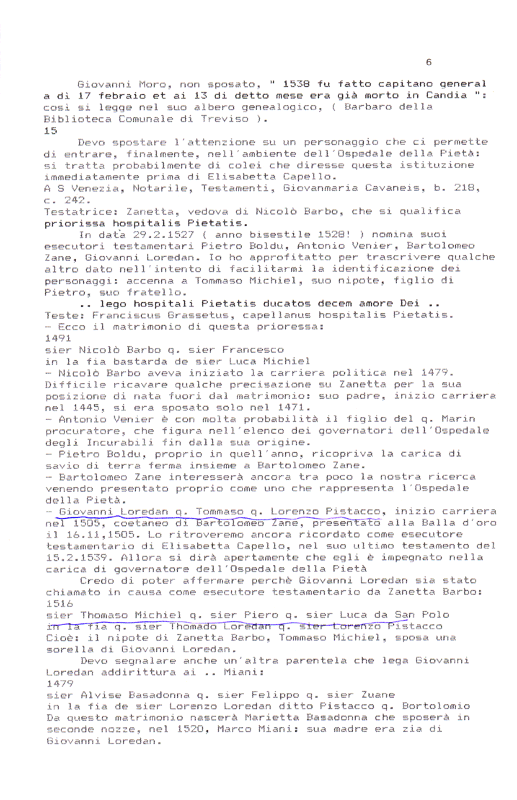 6
Giovanni Moro, non sposato, " 1538 fu fatto capitano general
a di 17 febraio et ai 13 di detto mese era già morto in Candia ":
così si legge nel suo albero genealogico, ( Barbaro della
Biblioteca Comunale di Treviso ).
15
Devo spostare l'attenzione su un personaggio che ci permette
di entrare, finalmente, nell'ambiente dell'Ospedale della Pietà:
si tratta probabilmente di colei che diresse questa istituzione
immediatamente prima di Elisabetta Capello.
A S Venezia, Notarile, Testamenti, Giovanmaria Cavaneis, b. 218,
c. 242.
Testatrice: Zanetta, vedova di Nicolò Barbo, che si qualifica
priorissa hospitalis Pietatis.
In data 29.2.1527 ( anno bisestile 1528! ) nomina suoi
esecutori testamentari Pietro Boldu, Antonio Venier, Bartolomeo
Zane, Giovanni Loredan. Io ho approfitatto per trascrivere qualche
altro dato nell'intento di facilitarmi la identificazione dei
personaggi: accenna a Tommaso Michiel, suo nipote, figlio di
Pietro, suo fratello.
.. lego hospitali Pietatis ducatos decem amore Dei ..
Teste: Franciscus Grassetus, capellanus hospitalis Pietatis.
- Ecco il matrimonio di questa prioressa:
1491
sier Nicolò Barbo q. sier Francesco
in la fia bastarda de sier Luca Michiel
- Nicolò Barbo aveva iniziato la carriera politica nel 1479.
Difficile ricavare qualche precisazione su Zanetta per la sua
posizione di nata fuori dal matrimonio: suo padre, inizio carriera
nel 1445, si era sposato solo nel 1471.
- Antonio Venier è con molta probabilità il figlio del q. Marin
procuratore, che figura nell'elenco dei governatori dell'Ospedale
degli Incurabili fin dalla sua origine.
- Pietro Boldu, proprio in quell'anno, ricopriva la carica di
savio di terra ferma insieme a Bartolomeo Zane.
- Bartolomeo Zane interesserà ancora tra poco la nostra ricerca
venendo presentato proprio come uno che rappresenta l'Ospedale
della Pietà.
- Giovanni Loredan q. Tommaso q. Lorenzo Pistacco, inizio carriera
nel 1505, coetaneo di Bartolomeo Zane, presentato alla Balla d'oro
il 16.11,1505. Lo ritroveremo ancora ricordato come esecutore
testamentario di Elisabetta Capello, nel suo ultimo testamento del
15.2.1539. Allora si dirà apertamente che egli è impegnato nella
carica di governatore dell'Ospedale della Pietà
Credo di poter affermare perchè Giovanni Loredan sia stato
chiamato in causa come esecutore testamentario da Zanetta Barbo:
1516
sier Thomaso Michiel q. sier Piero q. sier Luca da San Polo
in la fia q. sier Thomado Loredan q. sier Lorenzo Pistacco
Cioè: il nipote di Zanetta Barbo, Tommaso Michiel, sposa una
sorella di Giovanni Loredan.
Devo segnalare anche un'altra parentela che lega Giovanni
Loredan addirittura ai .. Miani:
1479
sier Alvise Basadonna q. sier Felippo q. sier Zuane
in la fia de sier Lorenzo Loredan ditto Pistacco q. Bortolomio
Da questo matrimonio nascerà Marietta Basadonna che sposerà in
seconde nozze, nel 1520, Marco Miani: sua madre era zia di
Giovanni Loredan.